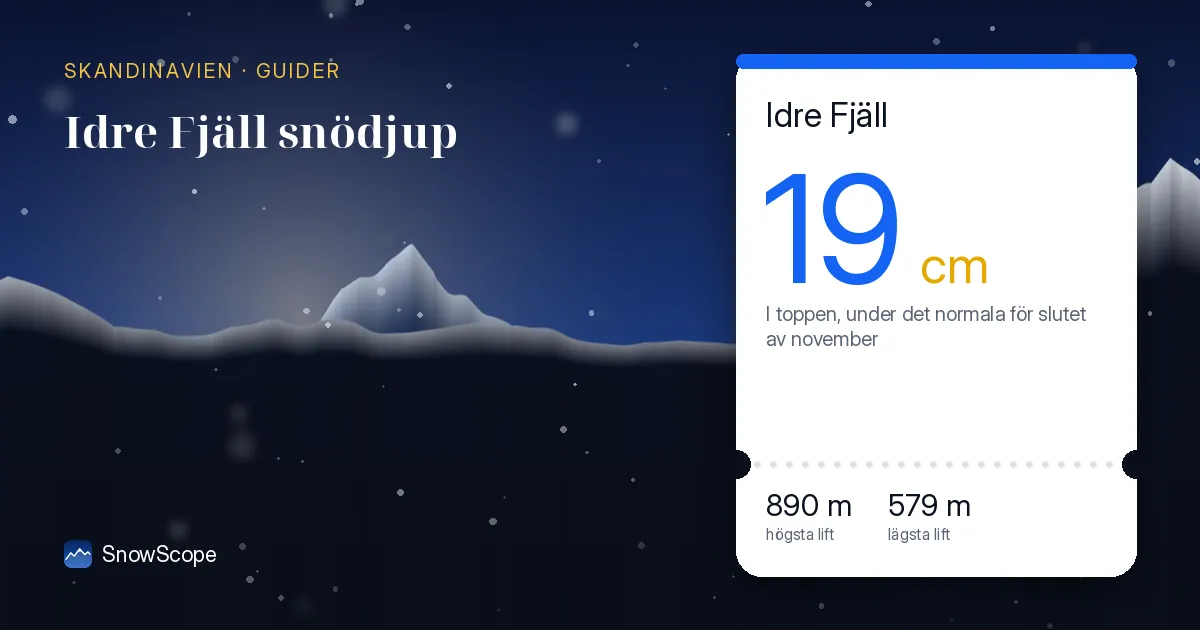 SKANDINAVIEN · GUIDER
Idre Fjäll snödjup
Idre Fjäll
19 cm
I toppen, under det normala för slutet
av november
890 m
högsta lift
579 m
lägsta lift
SnowScope